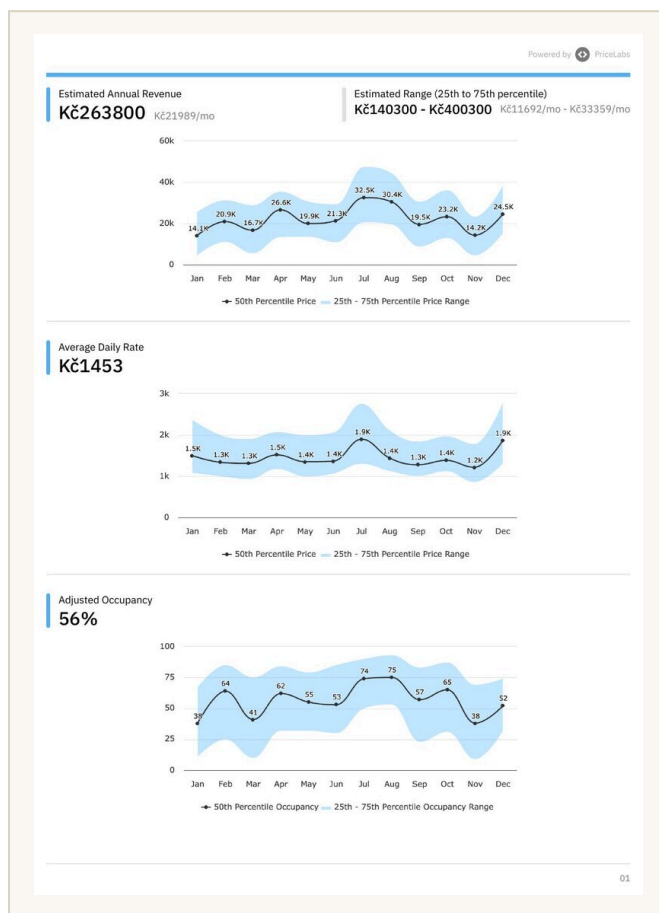 Powered by PriceLabs
Estimated Annual Revenue
Kč263800 Kč21989/mo
Estimated Range (25th to 75th percentile)
Kč140300 - Kč400300 Kč11692/mo - Kč33359/mo
60k
40k
20k
0
14.1K 20.9K 16.7K 26.6K 19.9K 21.3K 32.5K 30.4K 19.5K 23.2K 14.2K 24.5K
Jan Feb Mar Apr May Jun Jul Aug Sep Oct Nov Dec
50th Percentile Price 25th - 75th Percentile Price Range
Average Daily Rate
Kč1453
3k
2k
1k
0
1.5K 1.3K 1.3K 1.5K 1.4K 1.4K 1.9K 1.4K 1.3K 1.4K 1.2K 1.9K
Jan Feb Mar Apr May Jun Jul Aug Sep Oct Nov Dec
50th Percentile Price 25th - 75th Percentile Price Range
Adjusted Occupancy
56%
100
75
50
25
0
38 64 41 62 55 53 74 75 57 65 38 52
Jan Feb Mar Apr May Jun Jul Aug Sep Oct Nov Dec
50th Percentile Occupancy 25th - 75th Percentile Occupancy Range
01